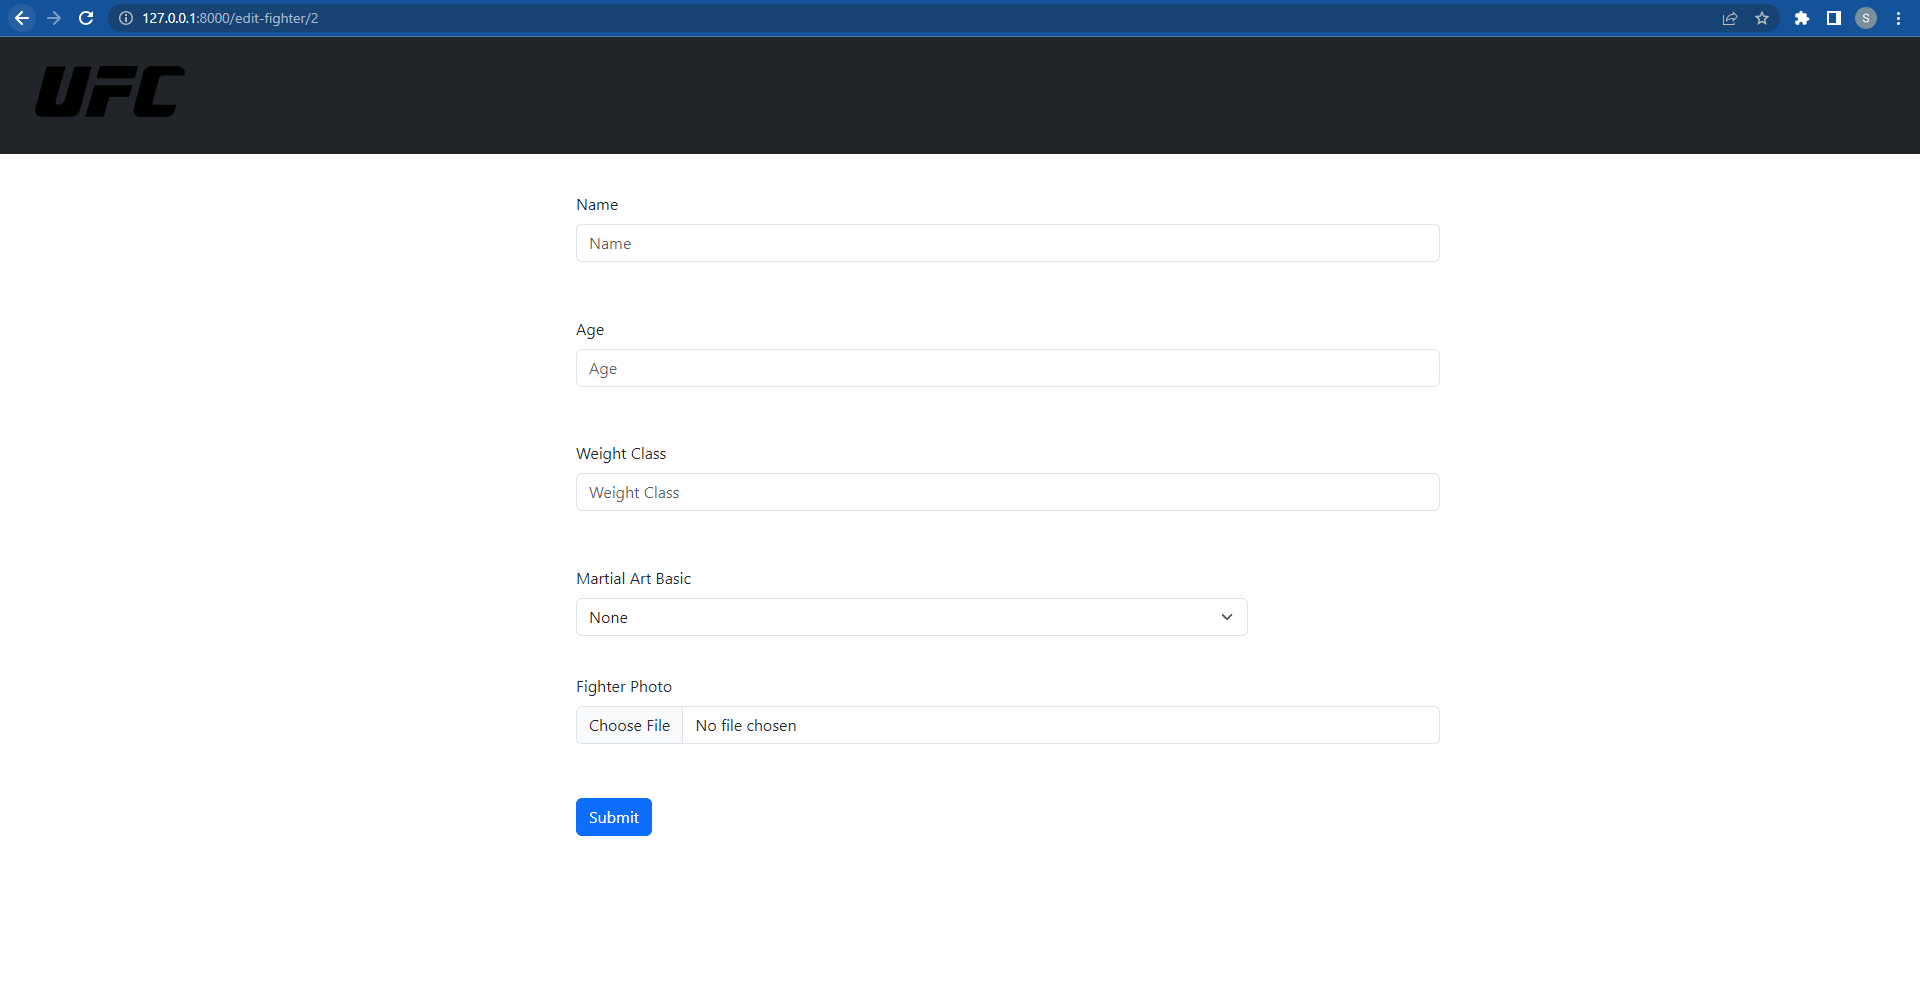 127.0.0.1:8000/edit-fighter/2
S
UFC
Name
Name
Age
Age
Weight Class
Weight Class
Martial Art Basic
None
Fighter Photo
Choose File No file chosen
Submit